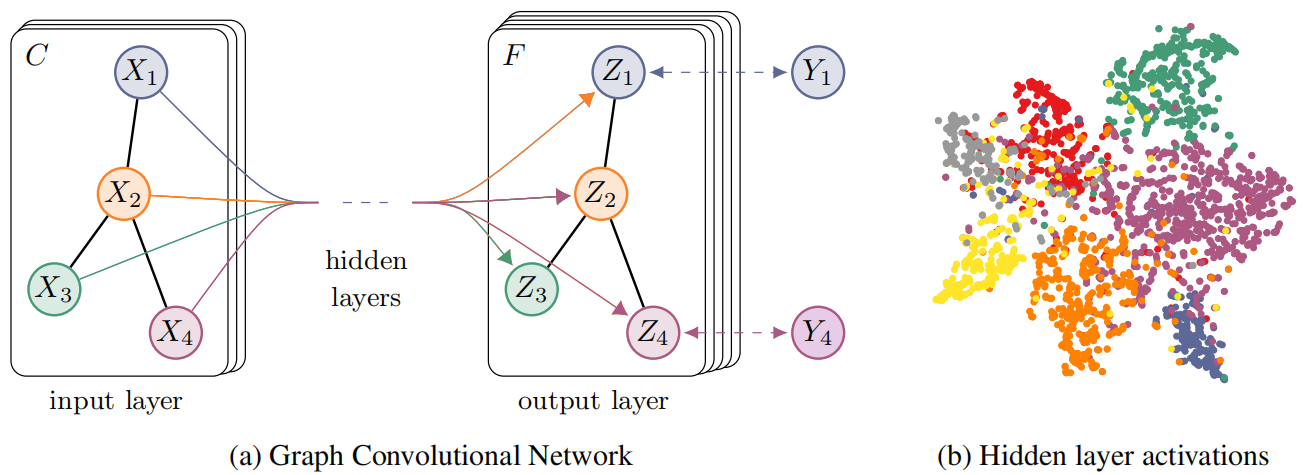 C
X1
X2
X3
X4
input layer
hidden
layers
F
Z1
Z2
Z3
Z4
output layer
Y1
Y4
(a) Graph Convolutional Network
(b) Hidden layer activations